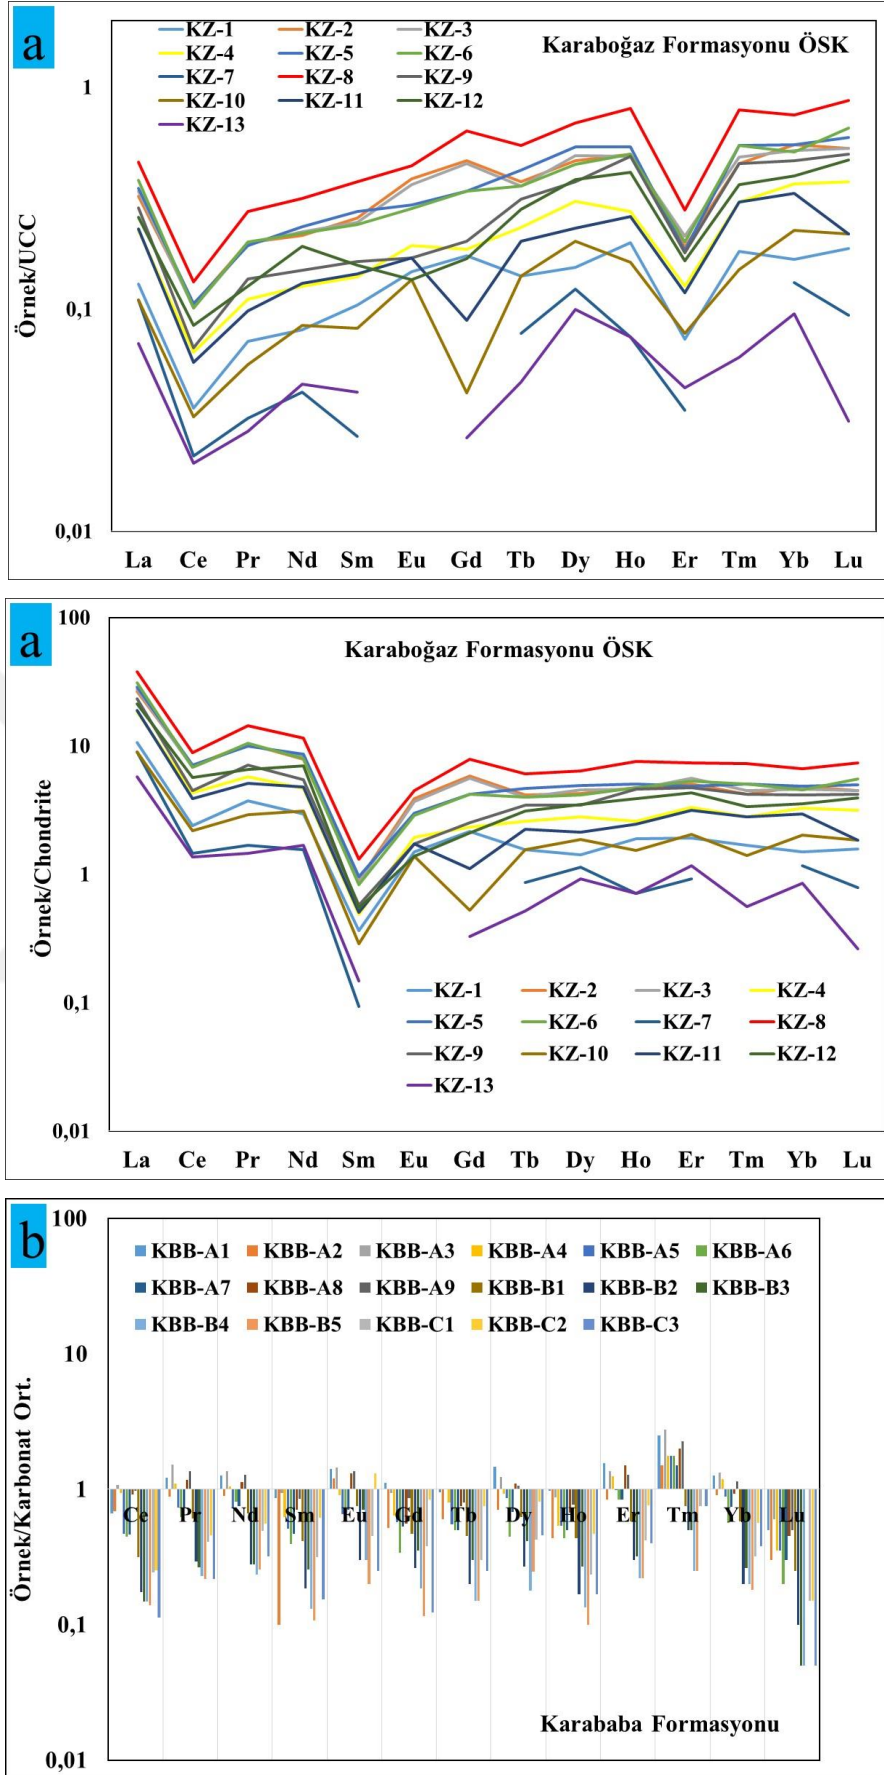 a
KZ-1 KZ-2 KZ-3
Karaboğaz Formasyonu ÖSK
KZ-4 KZ-5 KZ-6
KZ-7 KZ-8 KZ-9
KZ-10 KZ-11 KZ-12
KZ-13
1
0,1
0,01
Örnek/UCC
La Ce Pr Nd Sm Eu Gd Tb Dy Ho Er Tm Yb Lu
a
Karaboğaz Formasyonu ÖSK
100
10
1
0,1
0,01
Örnek/Chondrite
KZ-1 KZ-2 KZ-3 KZ-4
KZ-5 KZ-6 KZ-7 KZ-8
KZ-9 KZ-10 KZ-11 KZ-12
KZ-13
La Ce Pr Nd Sm Eu Gd Tb Dy Ho Er Tm Yb Lu
b
100
10
1
0,1
0,01
Örnek/Karbonat Ort.
KBB-A1 KBB-A2 KBB-A3 KBB-A4 KBB-A5 KBB-A6
KBB-A7 KBB-A8 KBB-A9 KBB-B1 KBB-B2 KBB-B3
KBB-B4 KBB-B5 KBB-C1 KBB-C2 KBB-C3
Ce Pr Nd Sm Eu Gd Tb Dy Ho Er Tm Yb Lu
Karababa Formasyonu